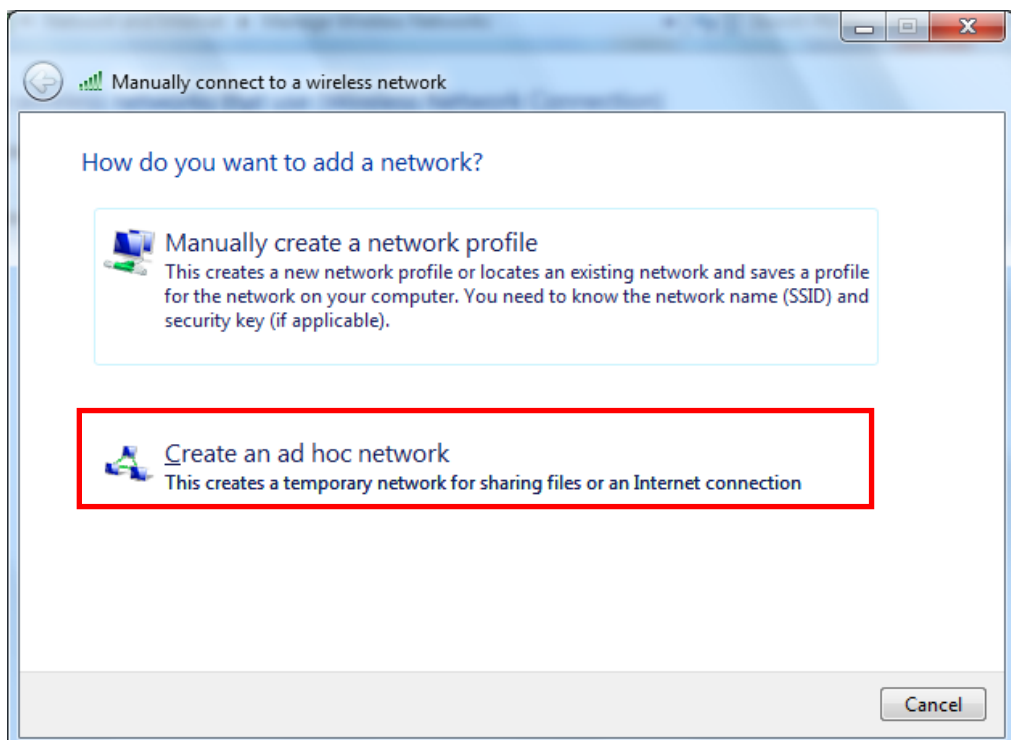 Manually connect to a wireless network
How do you want to add a network?
Manually create a network profile
This creates a new network profile or locates an existing network and saves a profile
for the network on your computer. You need to know the network name (SSID) and
security key (if applicable).
Create an ad hoc network
This creates a temporary network for sharing files or an Internet connection
Cancel